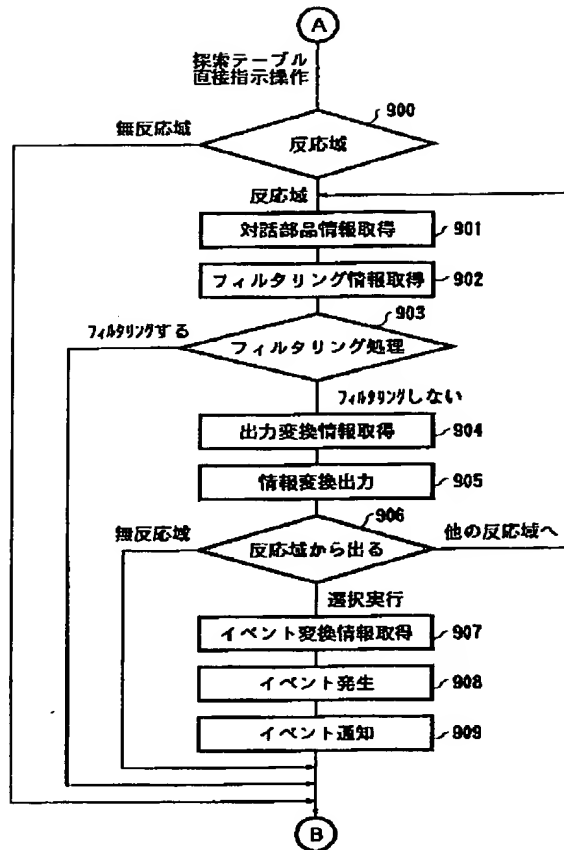 A
探索テーブル
直接指示操作
900
無反応域
反応域
反応域
対話部品情報取得 901
フィルタリング情報取得 902
903
フィルタリングする
フィルタリング処理
フィルタリングしない
出力変換情報取得 904
情報変換出力 905
906
無反応域
反応域から出る
他の反応域へ
選択実行
イベント変換情報取得 907
イベント発生 908
イベント通知 909
B